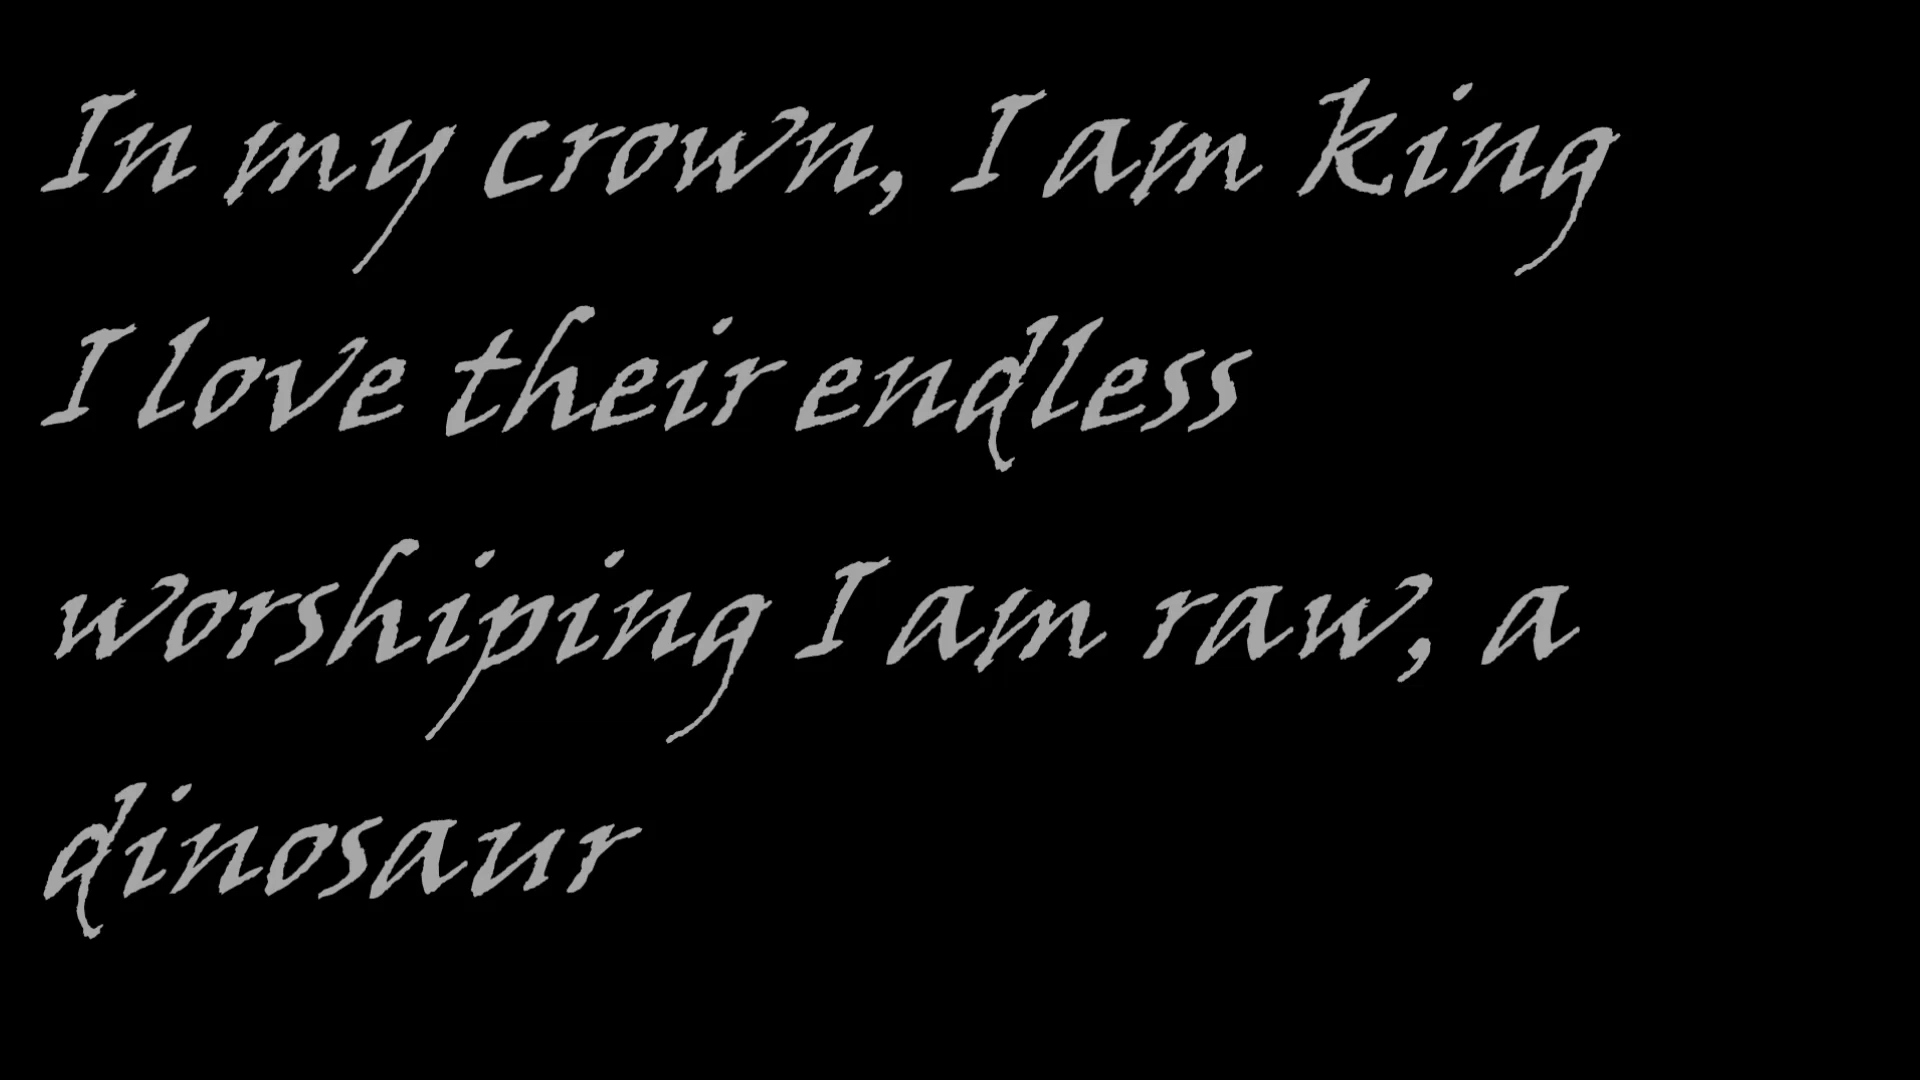 In my crown, I am king
I love their endless
worshiping I am raw, a
dinosaur